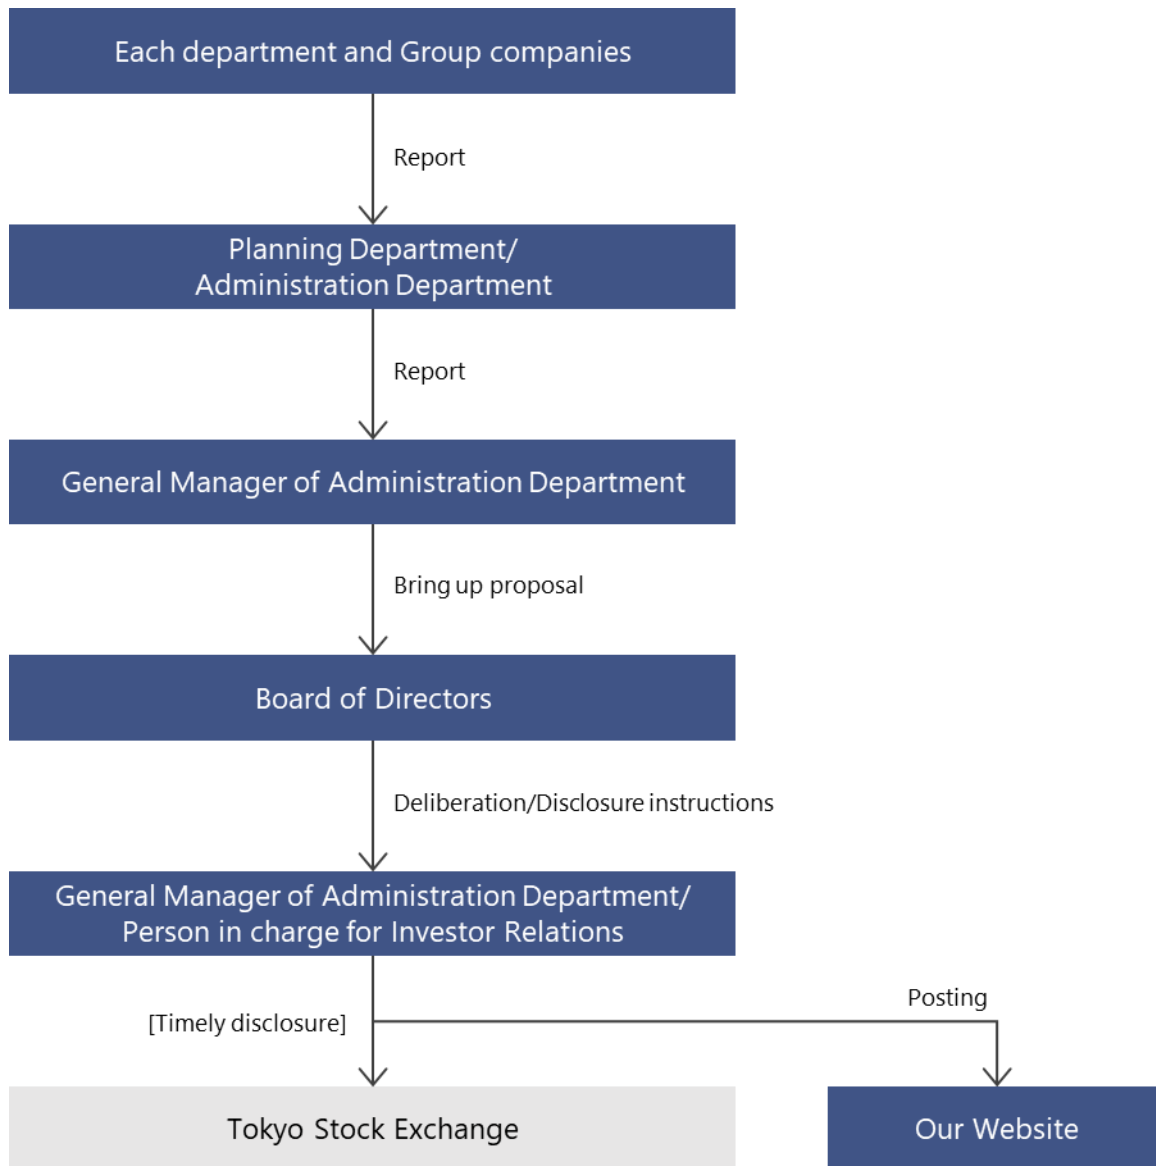 Each department and Group companies
Report
Planning Department/
Administration Department
Report
General Manager of Administration Department
Bring up proposal
Board of Directors
Deliberation/Disclosure instructions
General Manager of Administration Department/
Person in charge for Investor Relations
Posting
[Timely disclosure]
Tokyo Stock Exchange
Our Website